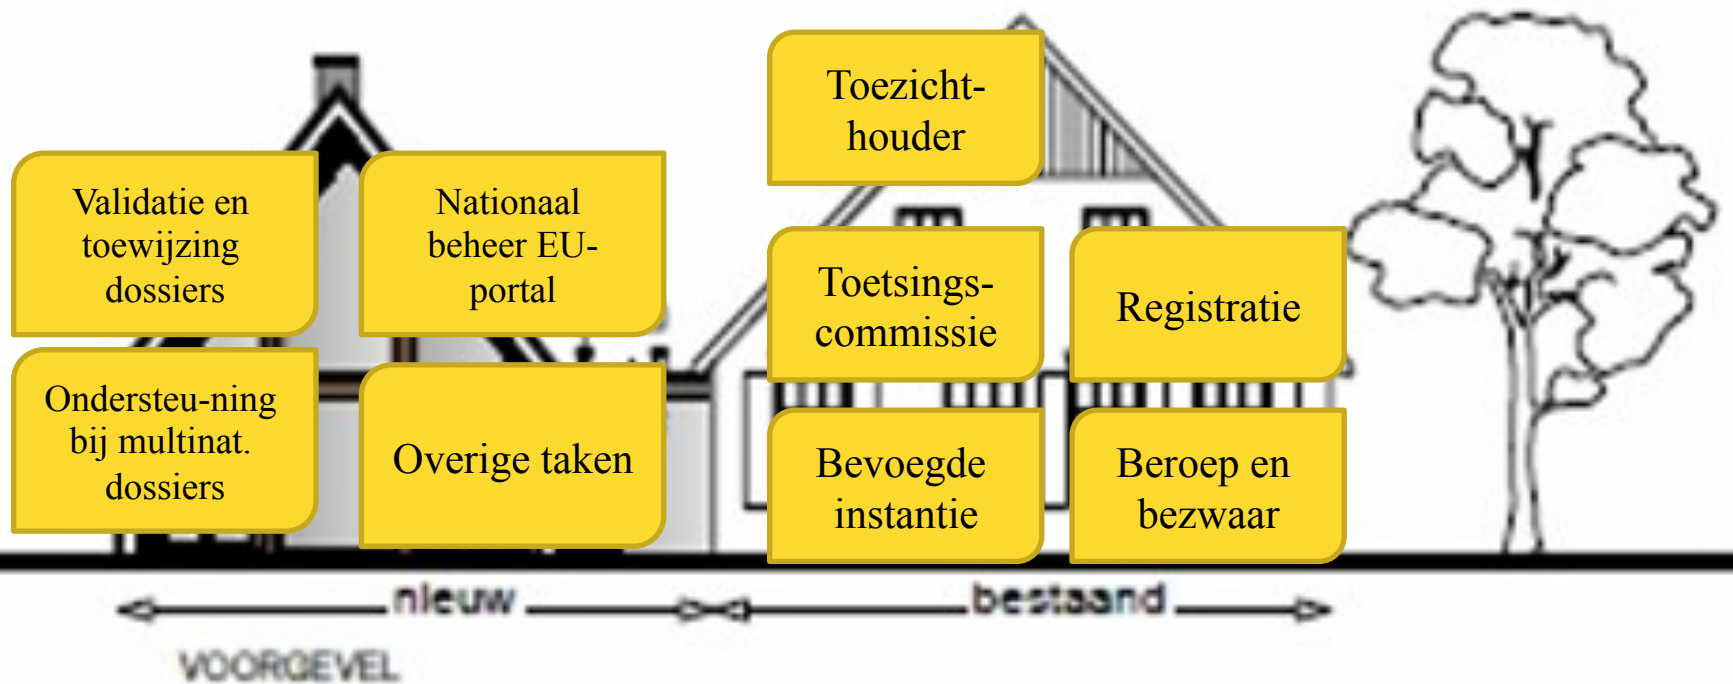 Validatie en
toewijzing
dossiers
Nationaal
beheer EU-
portal
Ondersteu-ning
bij multinat.
dossiers
Overige taken
Toezicht-
houder
Toetsings-
commissie
Registratie
Bevoegde
instantie
Beroep en
bezwaar
nieuw
bestaand
VOORGEVEL